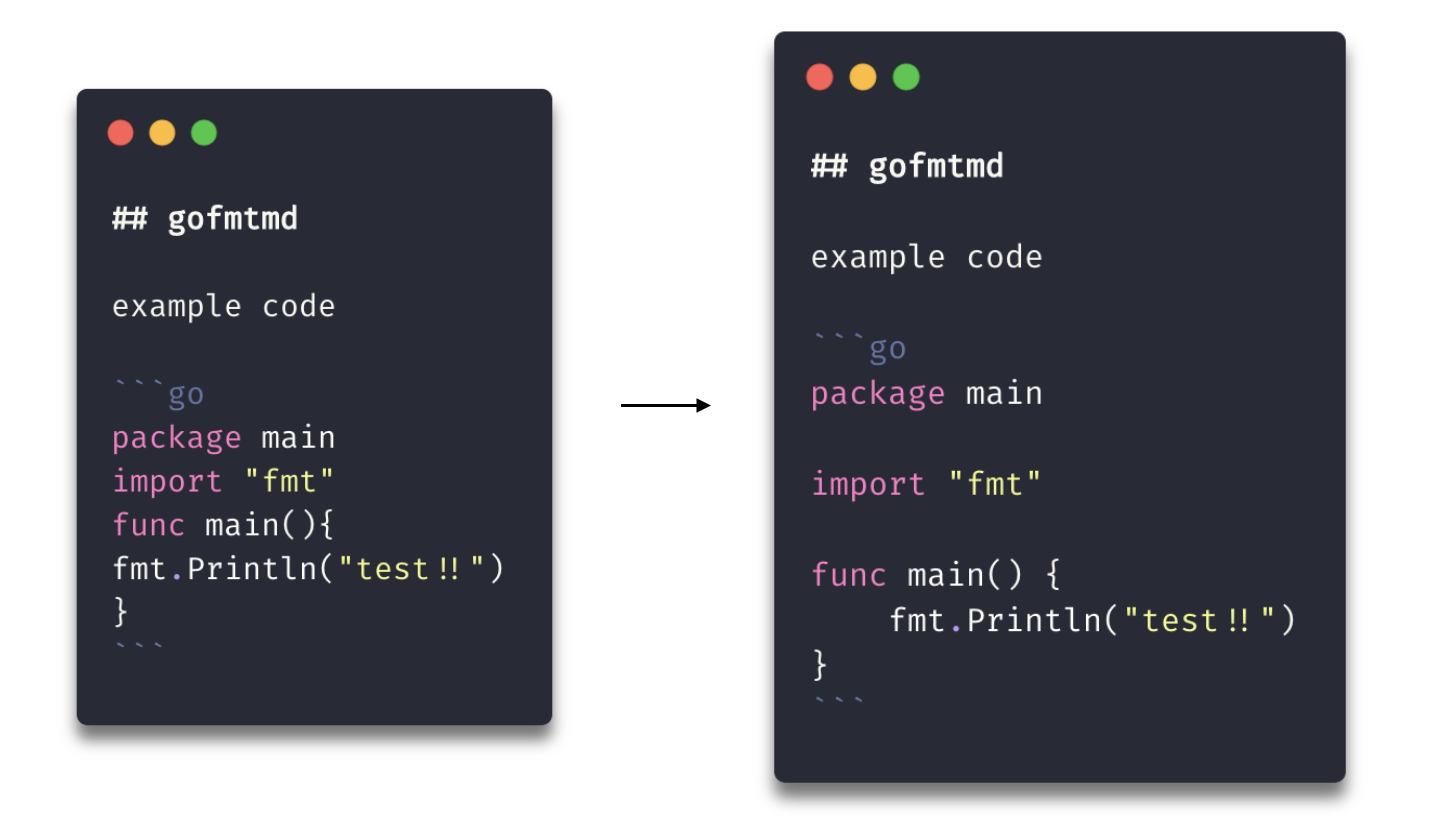 ## gofmtmd
example code
```go
package main
import "fmt"
func main(){
fmt.Println("test!!")
}
```
## gofmtmd
example code
```go
package main
import "fmt"
func main() {
    fmt.Println("test!!")
}
```